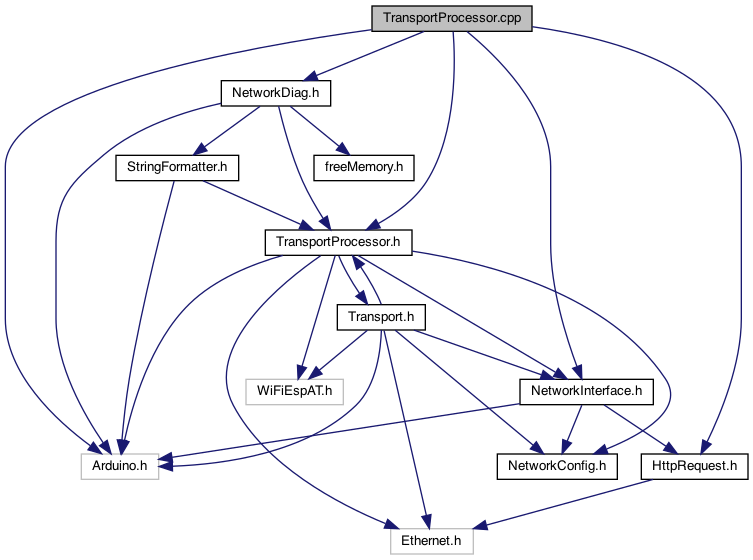 TransportProcessor.cpp
NetworkDiag.h
StringFormatter.h
freeMemory.h
TransportProcessor.h
Transport.h
WiFiEspAT.h
NetworkInterface.h
Arduino.h
NetworkConfig.h
HttpRequest.h
Ethernet.h